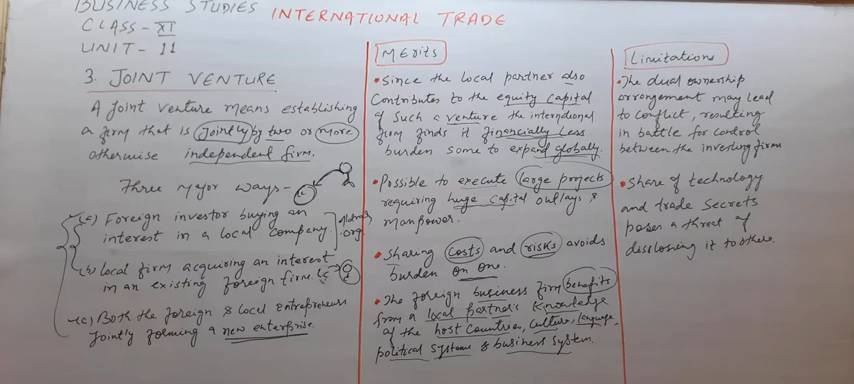 BUSINESS STUDIES
INTERNATIONAL TRADE
CLASS - XI
UNIT - 11
3. JOINT VENTURE
A Joint venture means establishing
a firm that is Jointly by two or more
otherwise independent firm.
Three Major ways -
(a) Foreign investor buying an
interest in a local company
(b) Local firm acquiring an interest
in an existing foreign firm.
(c) Both the foreign & local Entrepreneurs
Jointly forming a new enterprise.
Merits
• Since the local partner also
Contributes to the equity capital
of Such a venture the international
firm finds it financially Less
burden some to expand globally.
• Possible to execute large projects
requiring huge capital outlays &
manpower.
• Sharing costs and risks avoids
burden on one.
• The foreign business firm benefits
from a local partner's Knowledge
of the host Countries, culture, language,
political systems & business system.
Limitations
• The dual ownership
arrangement may lead
to conflict, resulting
in battle for control
between the investing firm
• Share of technology
and trade secrets
poses a threat of
disclosing it to others.